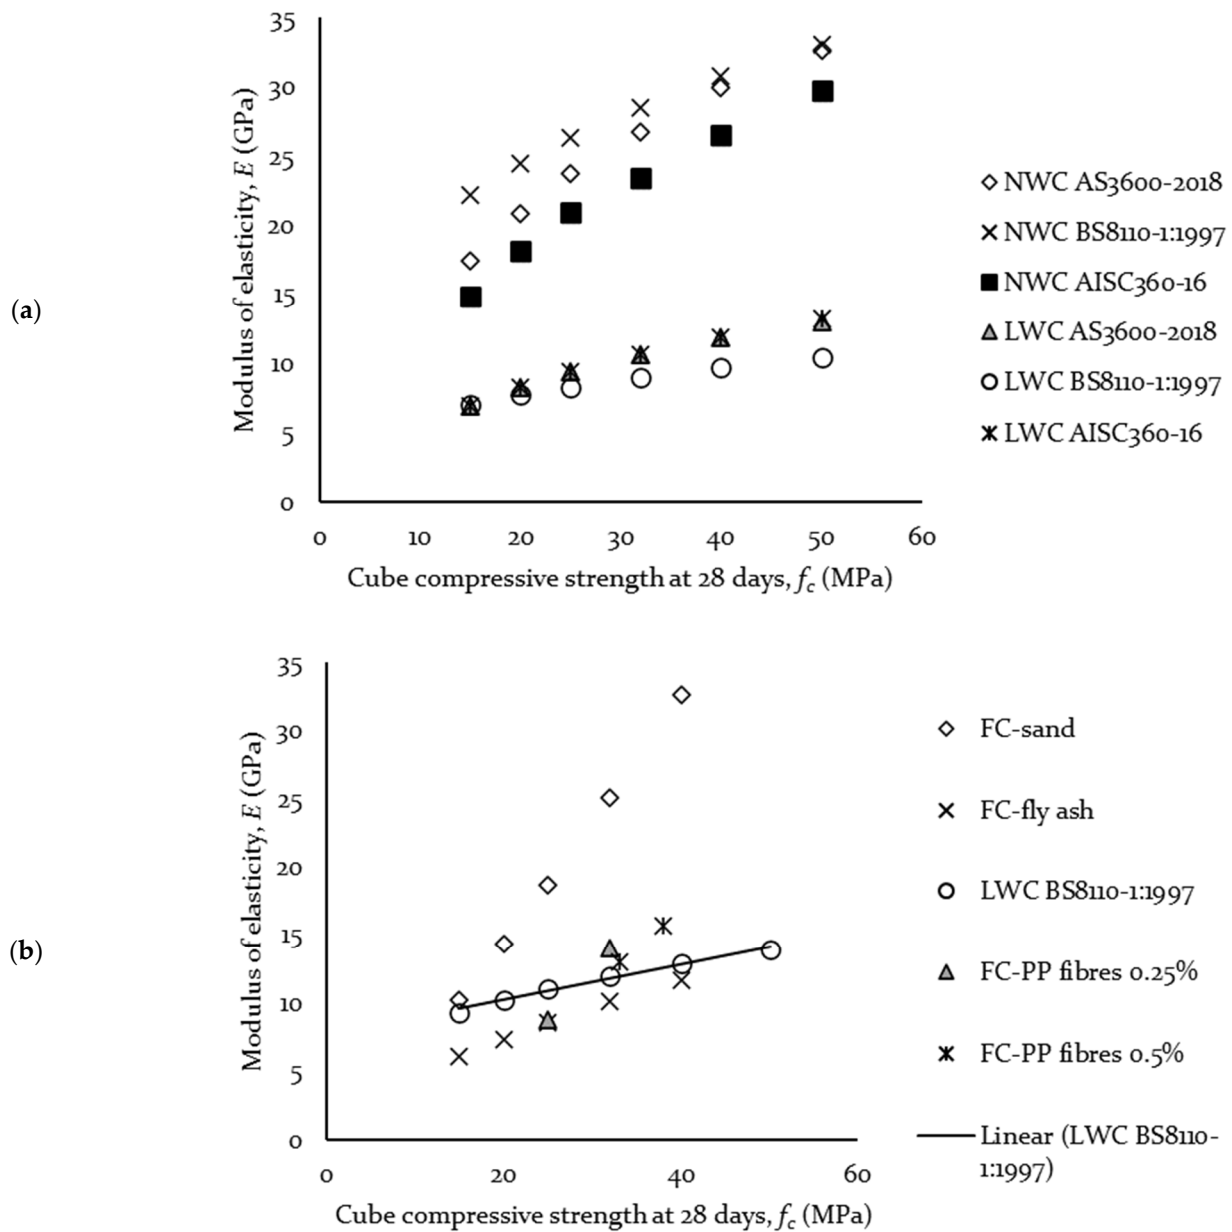 (a)
Modulus of elasticity, E (GPa)
35
30
25
20
15
10
5
0
0 10 20 30 40 50 60
Cube compressive strength at 28 days, fc (MPa)
NWC AS3600-2018
NWC BS8110-1:1997
NWC AISC360-16
LWC AS3600-2018
LWC BS8110-1:1997
LWC AISC360-16
(b)
Modulus of elasticity, E (GPa)
35
30
25
20
15
10
5
0
0 20 40 60
Cube compressive strength at 28 days, fc (MPa)
FC-sand
FC-fly ash
LWC BS8110-1:1997
FC-PP fibres 0.25%
FC-PP fibres 0.5%
Linear (LWC BS8110-
1:1997)